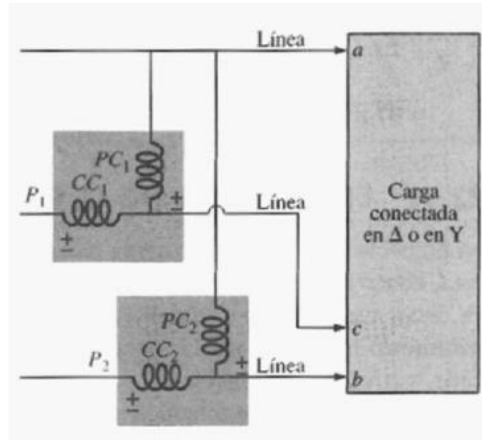 Línea
a
PC₁
CC₁
±
P₁
±
Línea
Carga
conectada
en Δ o en Y
c
PC₂
CC₂
P₂
±
Línea
b
±